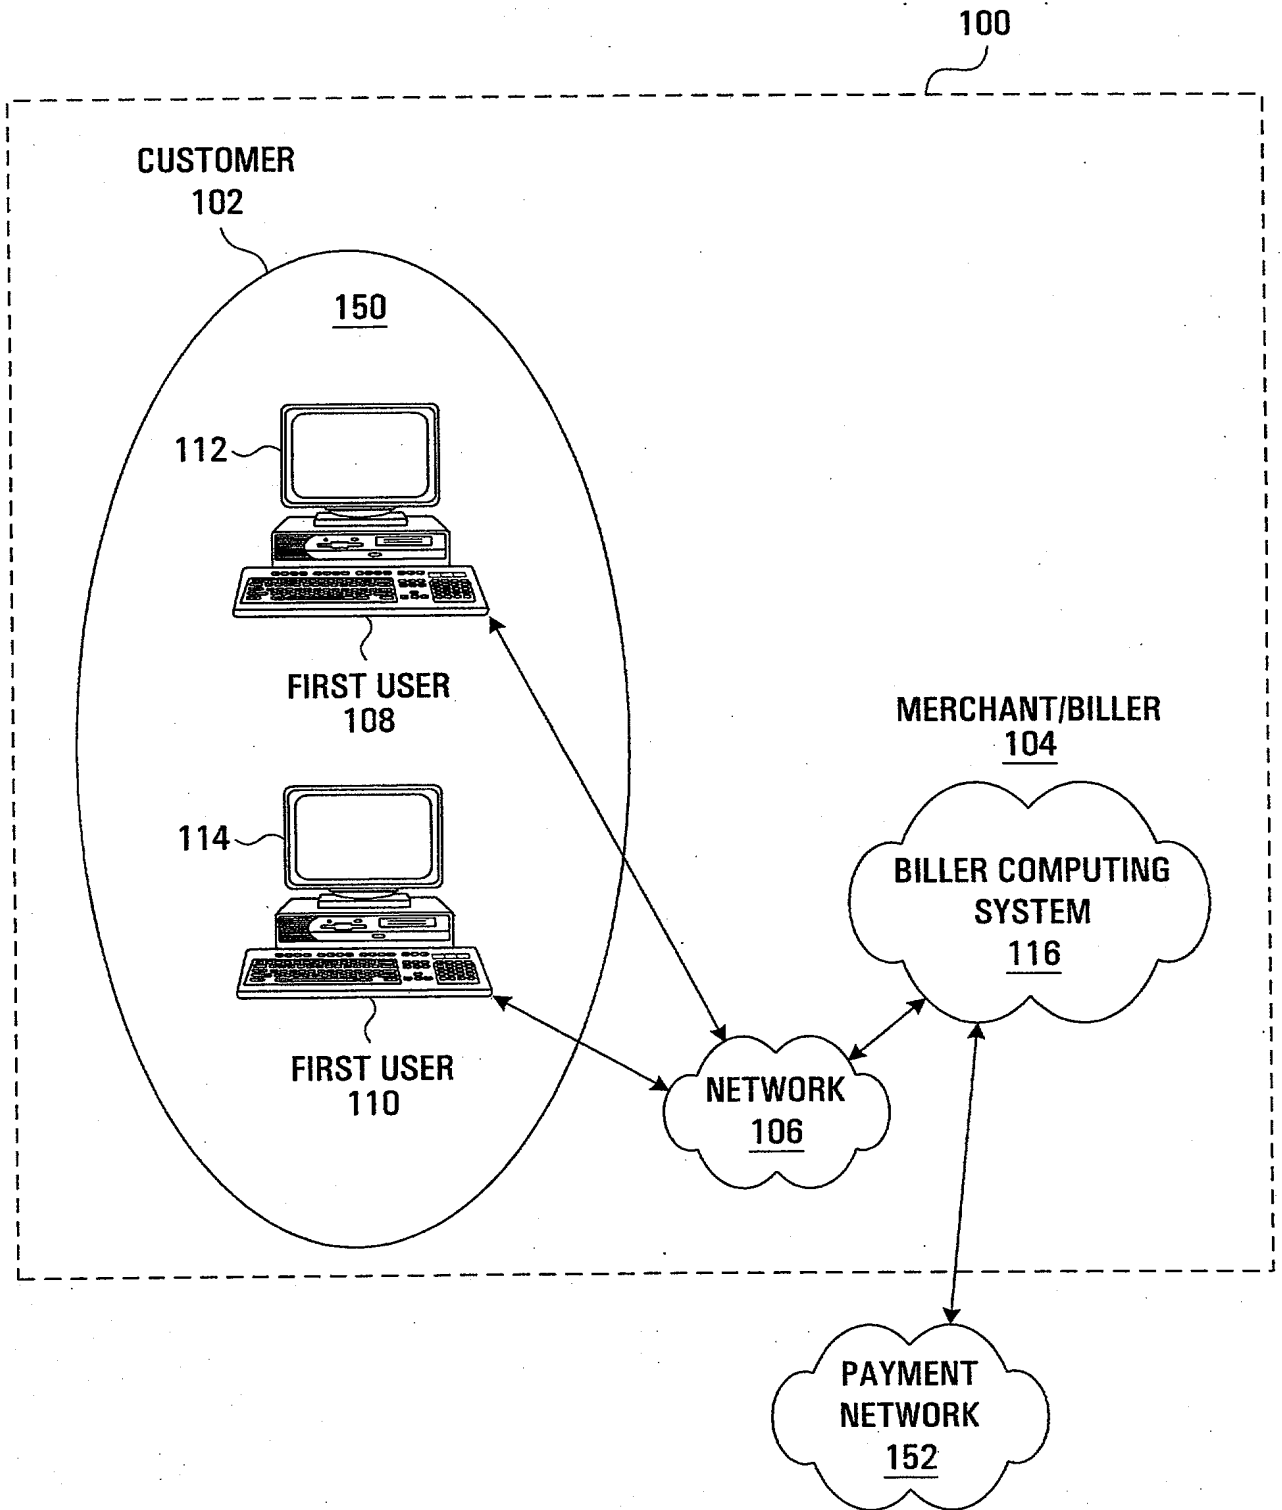 100
CUSTOMER
102
150
112
FIRST USER
108
MERCHANT/BILLER
104
114
BILLER COMPUTING
SYSTEM
116
FIRST USER
110
NETWORK
106
PAYMENT
NETWORK
152